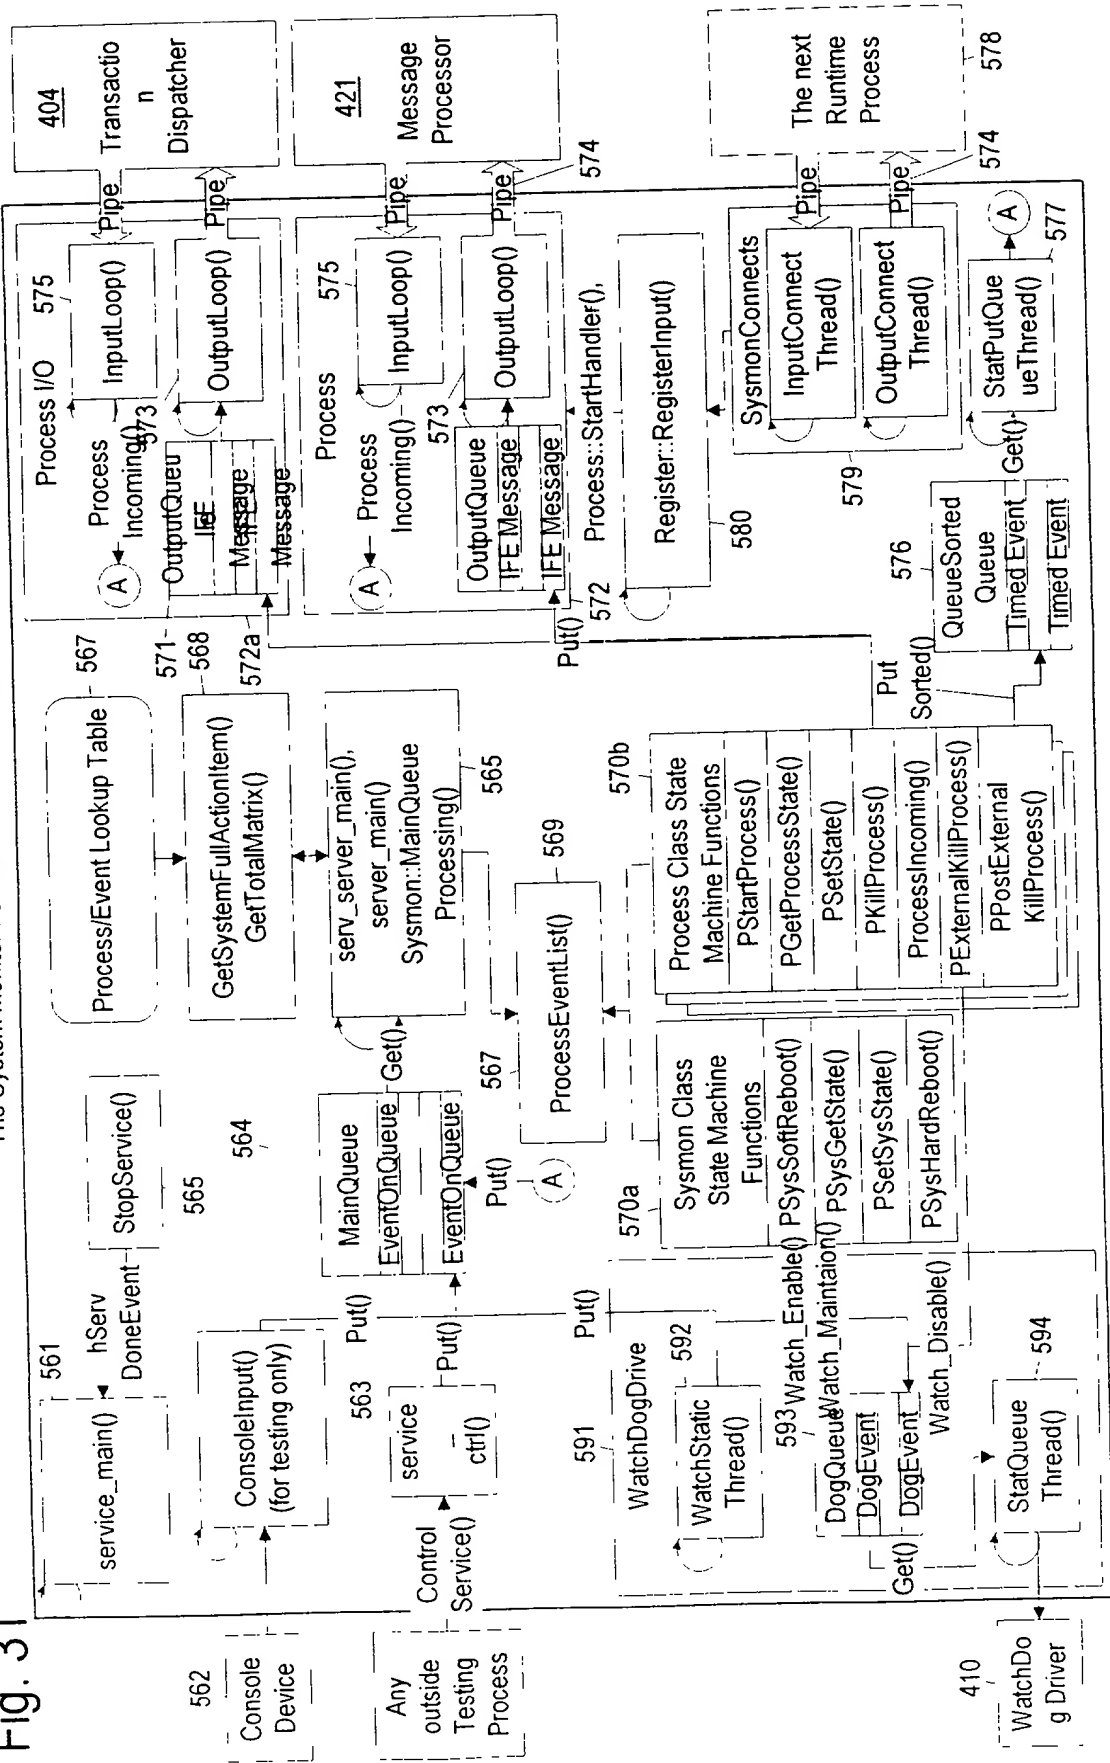 Fig. 31
404
Transactio
n
Dispatcher
421
Message
Processor
The next
Runtime
Process
578
Pipe
Pipe
Pipe
Pipe
574
Pipe
Pipe
574
Process I/O
575
InputLoop()
Process
Incoming()
573
OutputLoop()
A
OutputQueu
IFE
Message
Message
571
572a
Process
575
InputLoop()
Process
Incoming()
573
OutputLoop()
A
OutputQueue
IFE Message
IFE Message
572
Process::StartHandler(),
Register::RegisterInput()
580
SysmonConnects
InputConnect
Thread()
OutputConnect
Thread()
579
A
577
StatPutQue
ueThread()
Get()
576
QueueSorted
Queue
Timed Event
Timed Event
567
Process/Event Lookup Table
568
GetSystemFullActionItem()
GetTotalMatrix()
serv_server_main(),
server_main()
Sysmon::MainQueue
Processing()
565
Put()
Put
Sorted()
569
ProcessEventList()
567
570b
Process Class State
Machine Functions
PStartProcess()
PGetProcessState()
PSetState()
PKillProcess()
ProcessIncoming()
PExternalKillProcess()
PPostExternal
KillProcess()
570a
Sysmon Class
State Machine
Functions
PSysSoftReboot()
PSysGetState()
PSetSysState()
PSysHardReboot()
561
service_main()
hServ
DoneEvent
StopService()
565
564
MainQueue
EventOnQueue
EventOnQueue
Get()
Put()
A
ConsoleInput()
(for testing only)
Put()
563
service
_
ctrl()
Put()
Control
Service()
562
Console
Device
Any
outside
Testing
Process
591
WatchDogDrive
592
WatchStatic
Thread()
Put()
593
Watch_Enable()
Watch_Maintaion()
Watch_Disable()
DogQueue
DogEvent
DogEvent
Get()
594
StatQueue
Thread()
410
WatchDo
g Driver